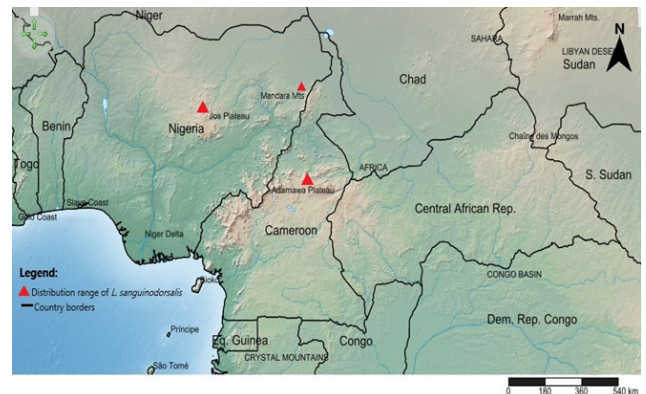 Niger
Marrah Mts.
N
SAHARA
LIBYAN DESE
Sudan
Chad
Mandara Mts
Jos Plateau
Nigeria
Benin
Togo
Chaîne des Mongos
AFRICA
S. Sudan
Adamawa Plateau
Slave Coast
Gold Coast
Central African Rep.
Niger Delta
Cameroon
Legend:
Distribution range of L. sanguinodorsalis
Country borders
Bioko
CONGO BASIN
Príncipe
Dem. Rep. Congo
Eq. Guinea
Congo
CRYSTAL MOUNTAINS
São Tomé
0 180 360 540 km